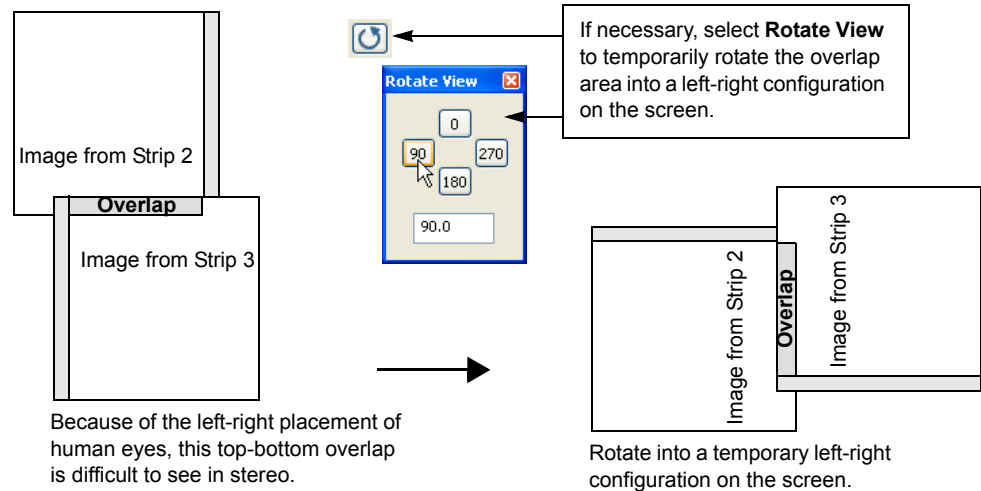 Image from Strip 2
Overlap
Image from Strip 3
Because of the left-right placement of
human eyes, this top-bottom overlap
is difficult to see in stereo.
If necessary, select Rotate View
to temporarily rotate the overlap
area into a left-right configuration
on the screen.
Rotate View
0
90
270
180
90.0
Image from Strip 2
Overlap
Image from Strip 3
Rotate into a temporary left-right
configuration on the screen.